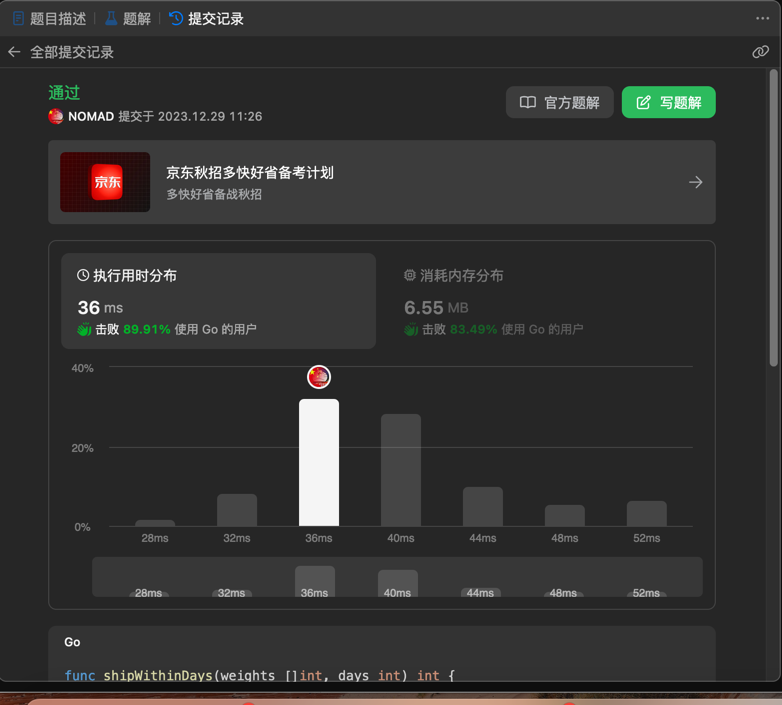 题目描述 题解 提交记录
全部提交记录
通过
NOMAD 提交于 2023.12.29 11:26
官方题解
写题解
京东
京东秋招多快好省备考计划
多快好省备战秋招
执行用时分布
36 ms
击败 89.91% 使用 Go 的用户
消耗内存分布
6.55 MB
击败 83.49% 使用 Go 的用户
40%
20%
0%
28ms 32ms 36ms 40ms 44ms 48ms 52ms
28ms 32ms 36ms 40ms 44ms 48ms 52ms
Go
func shipWithinDays(weights []int, days int) int {